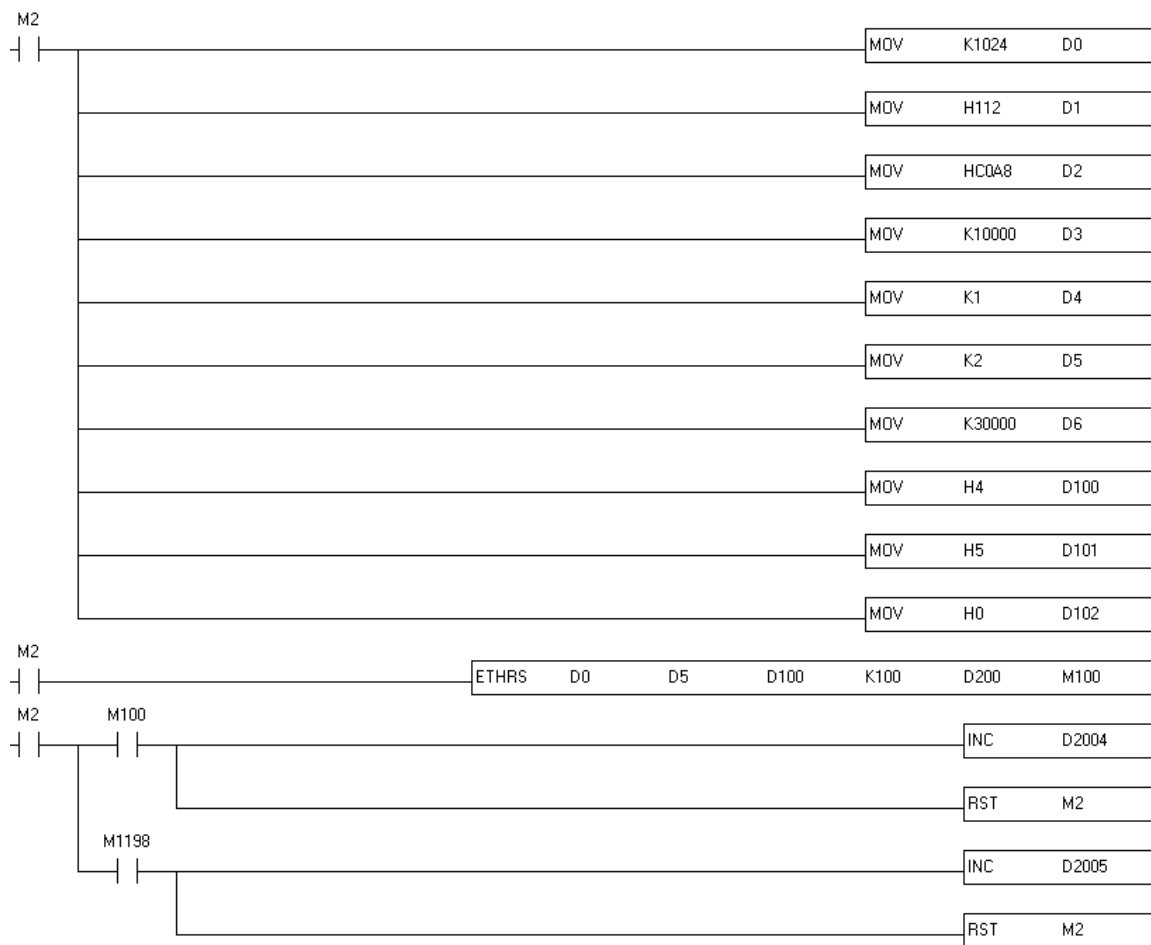 M2
MOV K1024 D0
MOV H112 D1
MOV HC0A8 D2
MOV K10000 D3
MOV K1 D4
MOV K2 D5
MOV K30000 D6
MOV H4 D100
MOV H5 D101
MOV H0 D102
M2
ETHRS D0 D5 D100 K100 D200 M100
M2 M100
INC D2004
RST M2
M1198
INC D2005
RST M2